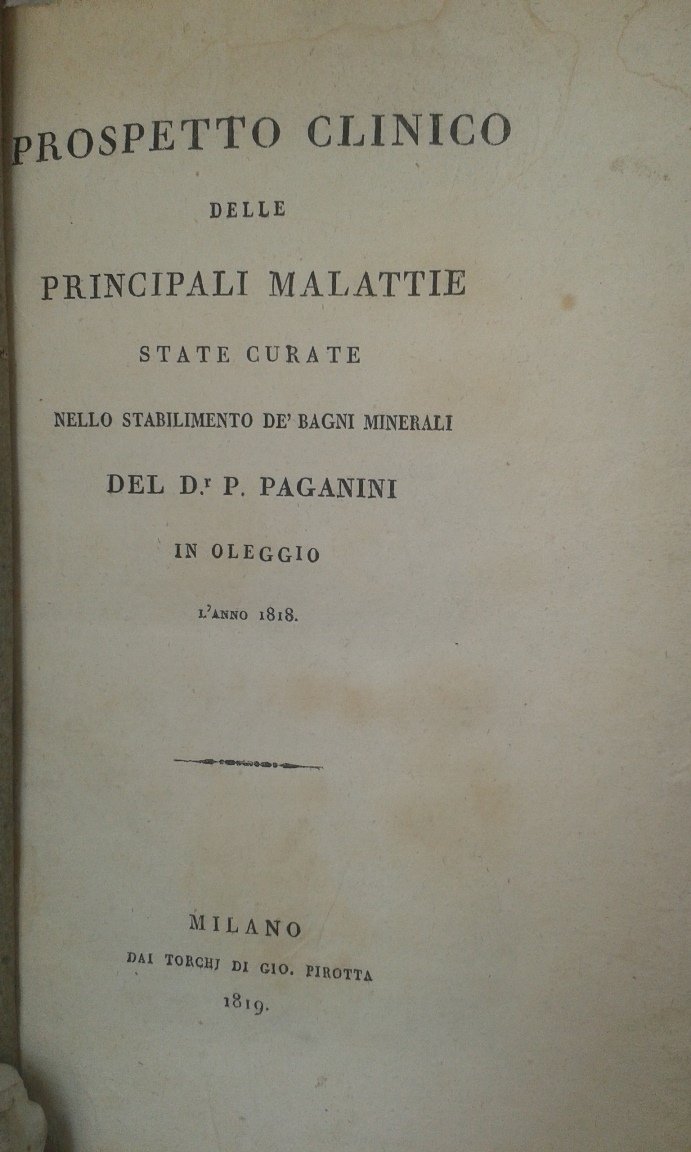 PROSPETTO CLINICO
DELLE
PRINCIPALI MALATTIE
STATE CURATE
NELLO STABILIMENTO DE' BAGNI MINERALI
DEL D.r P. PAGANINI
IN OLEGGIO
L'ANNO 1818.
MILANO
DAI TORCHJ DI GIO. PIROTTA
1819.